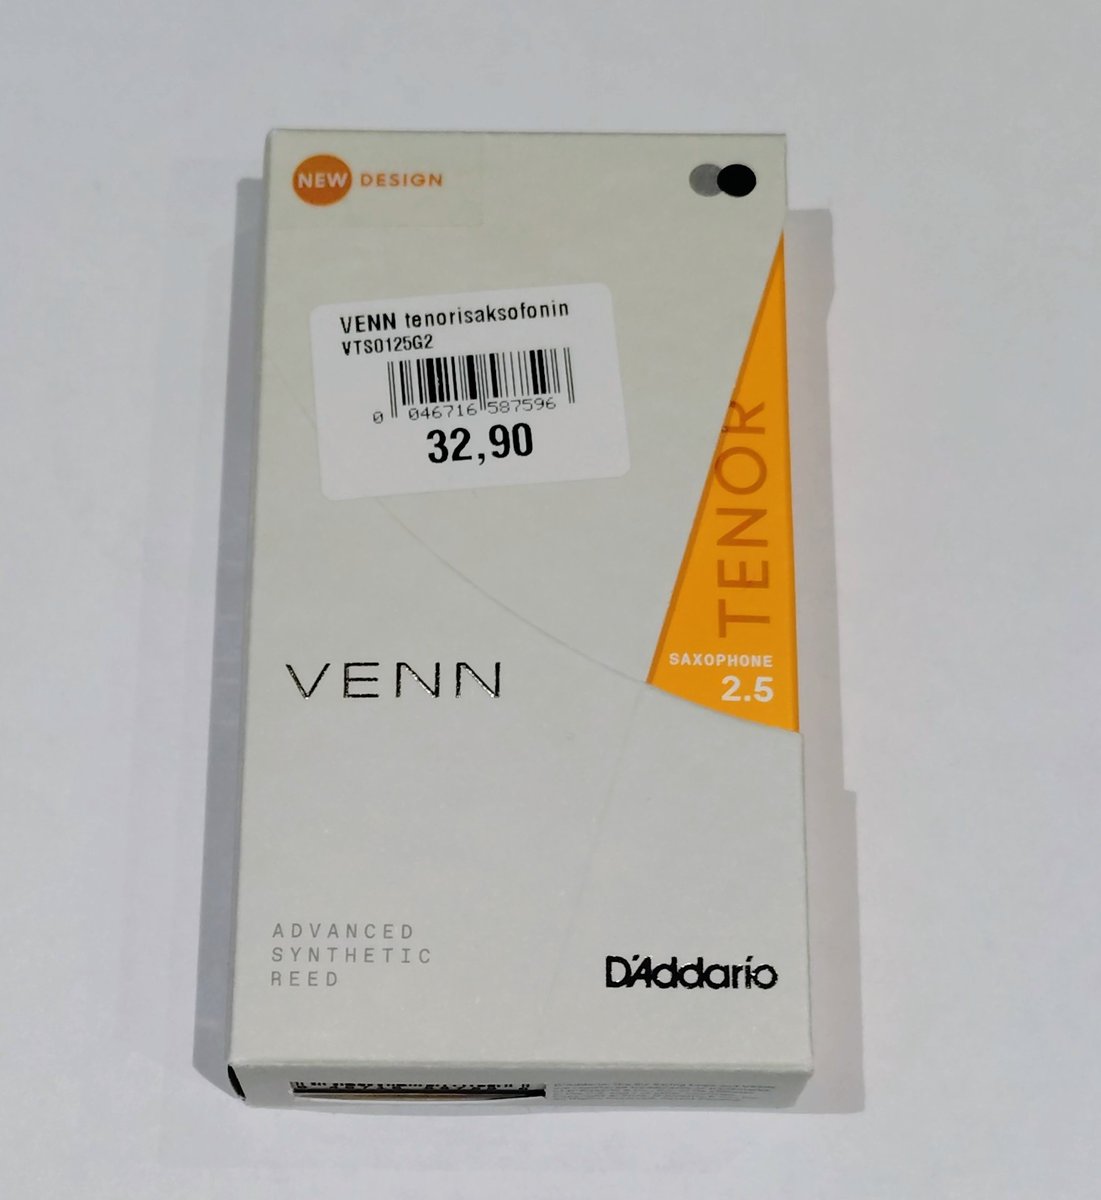 NEW DESIGN
VENN tenorisaksofonin
VTS0125G2
0 046716 587596
32,90
TENOR
SAXOPHONE
2.5
VENN
ADVANCED
SYNTHETIC
REED
D'Addario